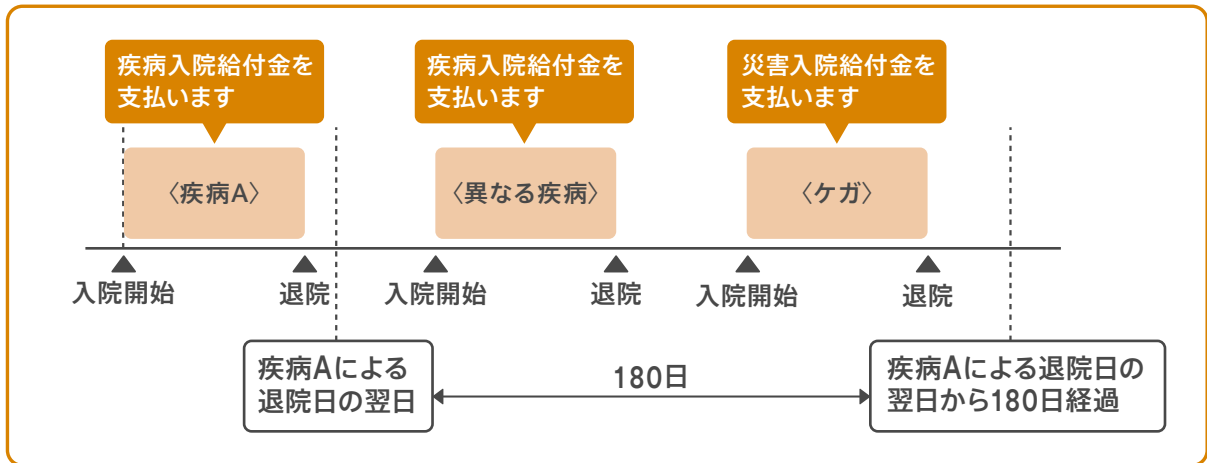 疾病入院給付金を
支払います
疾病入院給付金を
支払います
災害入院給付金を
支払います
〈疾病A〉
〈異なる疾病〉
〈ケガ〉
入院開始
退院
入院開始
退院
入院開始
退院
疾病Aによる
退院日の翌日
180日
疾病Aによる退院日の
翌日から180日経過